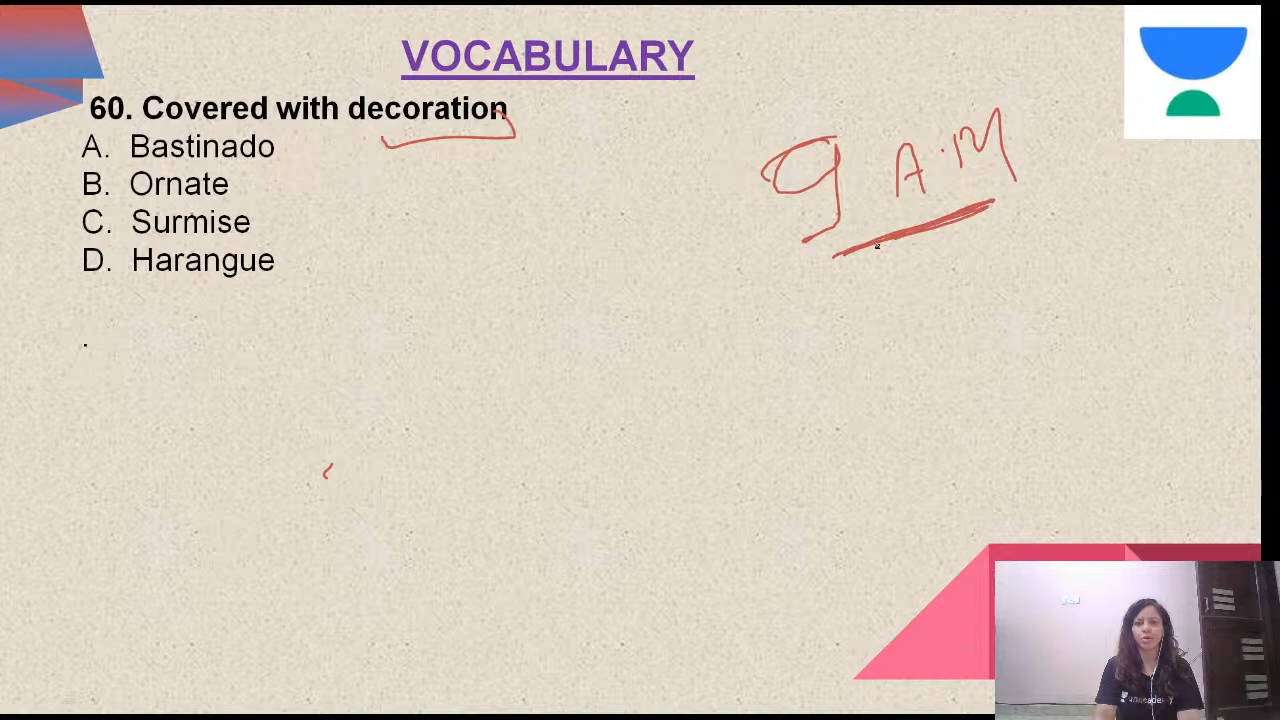 VOCABULARY
60. Covered with decoration
A. Bastinado
B. Ornate
C. Surmise
D. Harangue
.
9 A.M